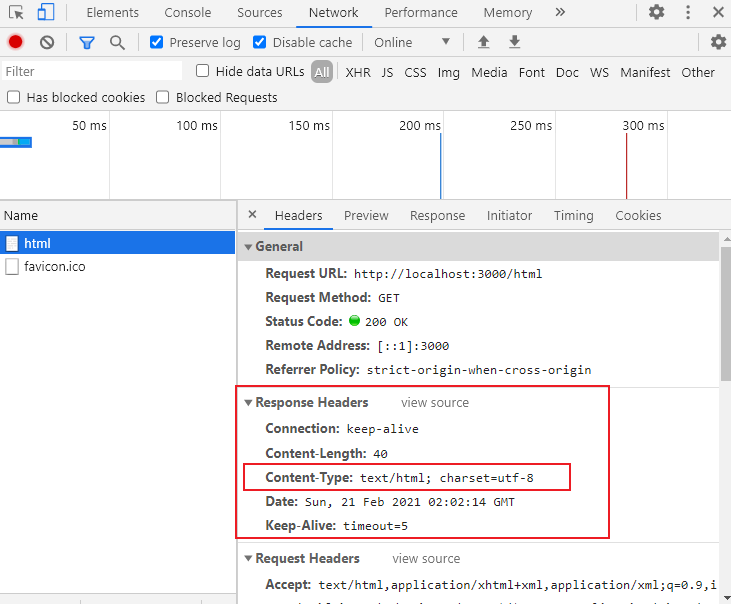 Elements Console Sources Network Performance Memory »
Preserve log Disable cache Online
Filter Hide data URLs All XHR JS CSS Img Media Font Doc WS Manifest Other
Has blocked cookies Blocked Requests
50 ms 100 ms 150 ms 200 ms 250 ms 300 ms
Name × Headers Preview Response Initiator Timing Cookies
html
favicon.ico
General
Request URL: http://localhost:3000/html
Request Method: GET
Status Code: 200 OK
Remote Address: [::1]:3000
Referrer Policy: strict-origin-when-cross-origin
Response Headers view source
Connection: keep-alive
Content-Length: 40
Content-Type: text/html; charset=utf-8
Date: Sun, 21 Feb 2021 02:02:14 GMT
Keep-Alive: timeout=5
Request Headers view source
Accept: text/html,application/xhtml+xml,application/xml;q=0.9,i